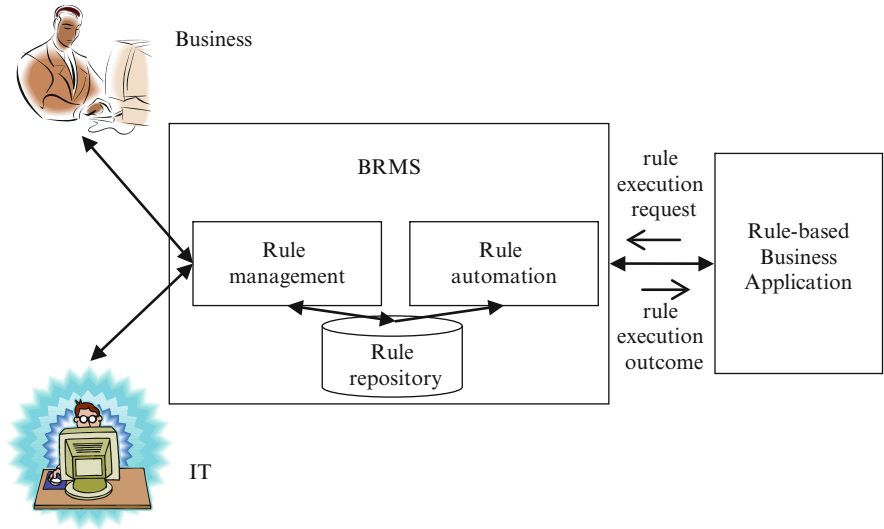 Business
BRMS
Rule
management
Rule
automation
Rule
repository
rule
execution
request
rule
execution
outcome
Rule-based
Business
Application
IT